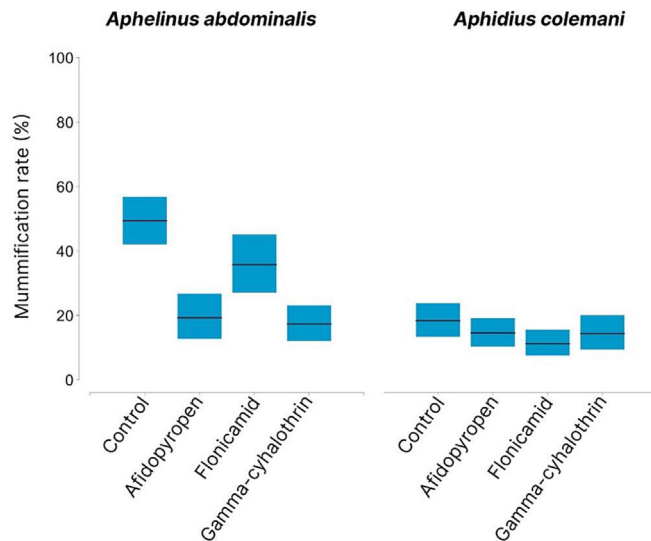 Aphelinus abdominalis
Aphidius colemani
Mummification rate (%)
100
80
60
40
20
0
Control
Afidopyropen
Flonicamid
Gamma-cyhalothrin
Control
Afidopyropen
Flonicamid
Gamma-cyhalothrin